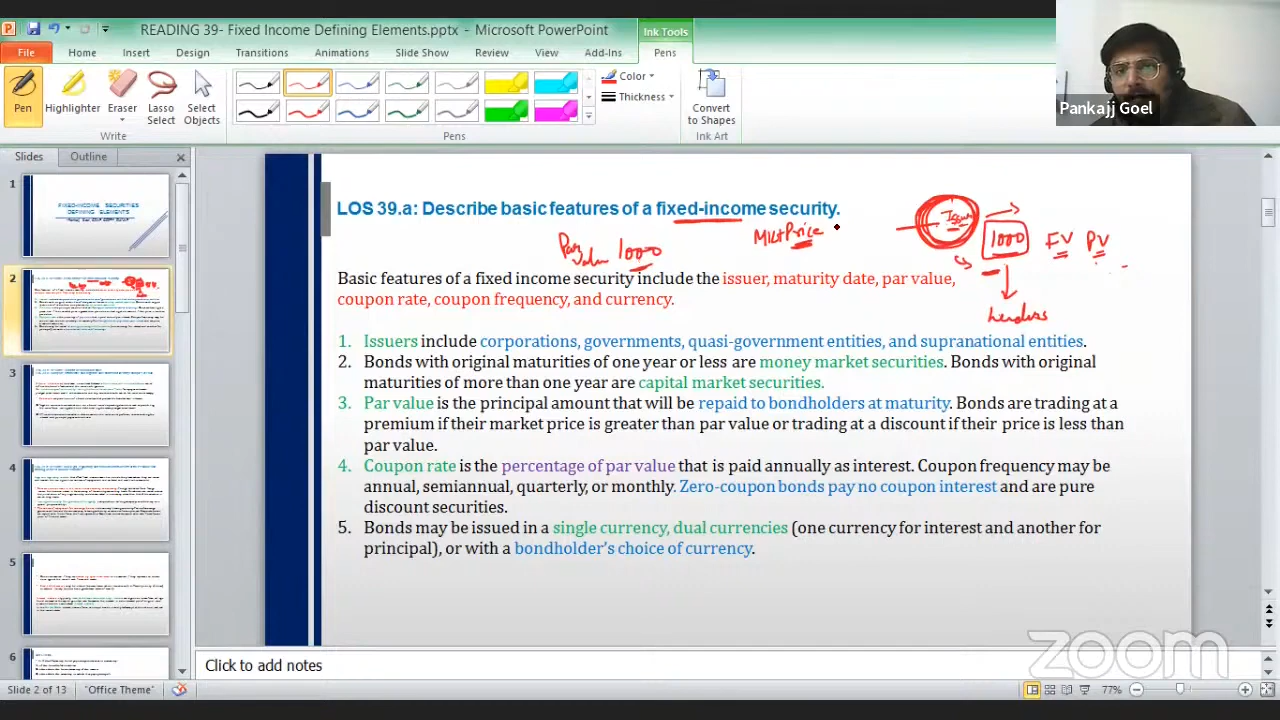 READING 39- Fixed Income Defining Elements.pptx - Microsoft PowerPoint
Ink Tools
File Home Insert Design Transitions Animations Slide Show Review View Add-Ins Pens
Pen Highlighter Eraser Lasso Select Select Objects
Color
Thickness
Convert to Shapes
Write Pens Ink Art
Pankajj Goel
Slides Outline
1
FIXED-INCOME SECURITIES
DEFINING ELEMENTS
2
3
4
5
6
LOS 39.a: Describe basic features of a fixed-income security.
Par Value 1000
Mkt Price
Issuer
1000 FV PV
Lenders
Basic features of a fixed income security include the issuer, maturity date, par value,
coupon rate, coupon frequency, and currency.
1. Issuers include corporations, governments, quasi-government entities, and supranational entities.
2. Bonds with original maturities of one year or less are money market securities. Bonds with original
maturities of more than one year are capital market securities.
3. Par value is the principal amount that will be repaid to bondholders at maturity. Bonds are trading at a
premium if their market price is greater than par value or trading at a discount if their price is less than
par value.
4. Coupon rate is the percentage of par value that is paid annually as interest. Coupon frequency may be
annual, semiannual, quarterly, or monthly. Zero-coupon bonds pay no coupon interest and are pure
discount securities.
5. Bonds may be issued in a single currency, dual currencies (one currency for interest and another for
principal), or with a bondholder's choice of currency.
zoom
Click to add notes
Slide 2 of 13 "Office Theme" 77%